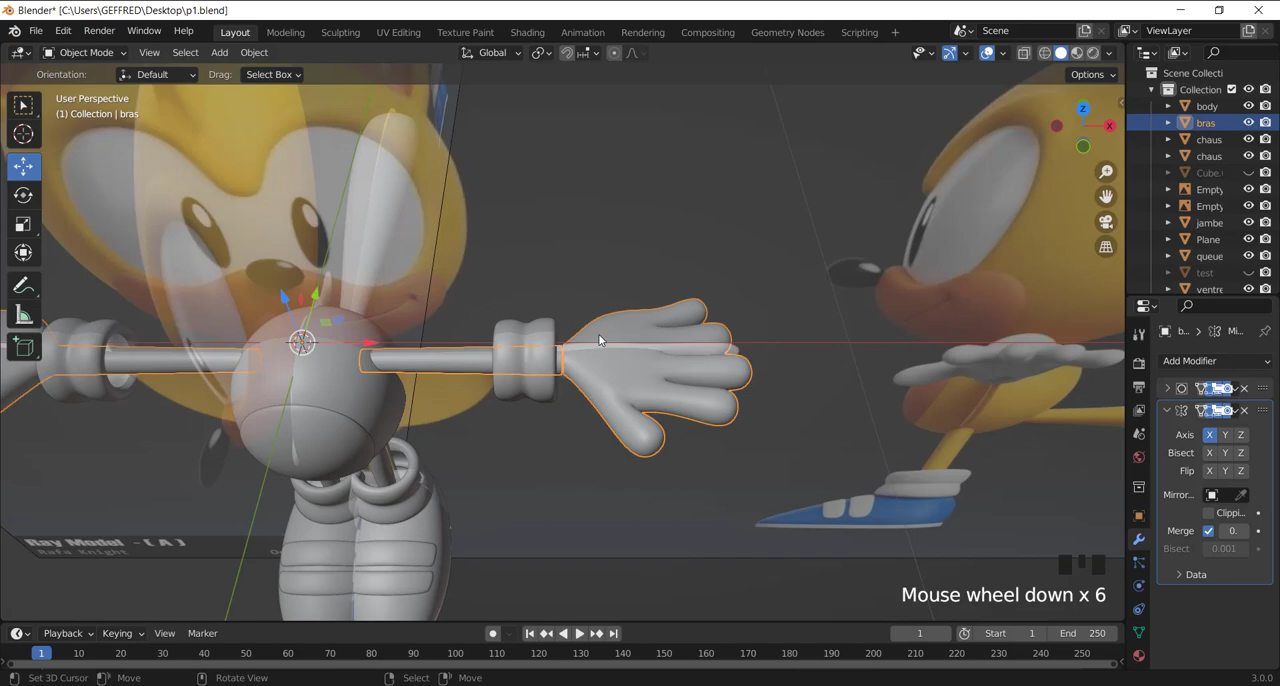 Blender* [C:\Users\GEFFRED\Desktop\p1.blend]
File Edit Render Window Help Layout Modeling Sculpting UV Editing Texture Paint Shading Animation Rendering Compositing Geometry Nodes Scripting + Scene ViewLayer
Object Mode View Select Add Object Global
Orientation: Default Drag: Select Box Options
User Perspective
(1) Collection | bras
Z
X
Scene Collecti
Collection
body
bras
chaus
chaus
Cube.
Empty
Empty
jambe
Plane
queue
test
ventre
b.. Mi...
Add Modifier
Axis X Y Z
Bisect X Y Z
Flip X Y Z
Mirror...
Clippi...
Merge 0.
Bisect 0.001
Data
Ray Model -( A )
Rafa Knight
Mouse wheel down x 6
Playback Keying View Marker 1 Start 1 End 250
1 10 20 30 40 50 60 70 80 90 100 110 120 130 140 150 160 170 180 190 200 210 220 230 240 250
Set 3D Cursor Move Rotate View Select Move 3.0.0